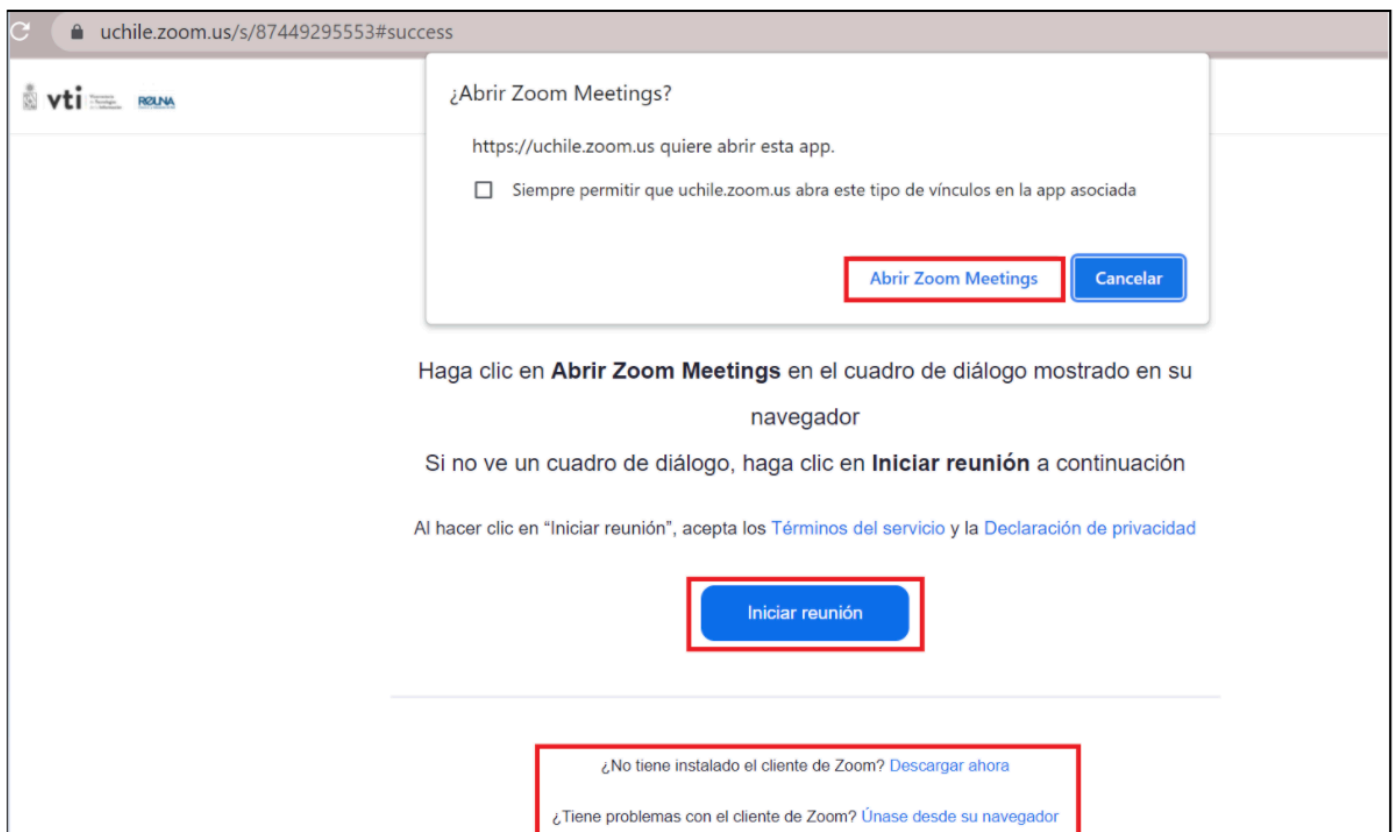 uchile.zoom.us/s/87449295553#success
vti
¿Abrir Zoom Meetings?
https://uchile.zoom.us quiere abrir esta app.
Siempre permitir que uchile.zoom.us abra este tipo de vínculos en la app asociada
Abrir Zoom Meetings Cancelar
Haga clic en Abrir Zoom Meetings en el cuadro de diálogo mostrado en su
navegador
Si no ve un cuadro de diálogo, haga clic en Iniciar reunión a continuación
Al hacer clic en “Iniciar reunión”, acepta los Términos del servicio y la Declaración de privacidad
Iniciar reunión
¿No tiene instalado el cliente de Zoom? Descargar ahora
¿Tiene problemas con el cliente de Zoom? Únase desde su navegador